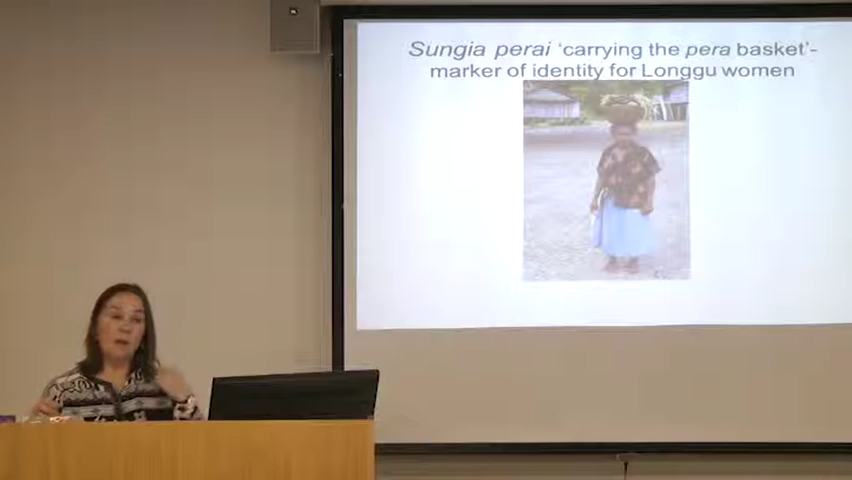 Sungia perai ‘carrying the pera basket’-
marker of identity for Longgu women